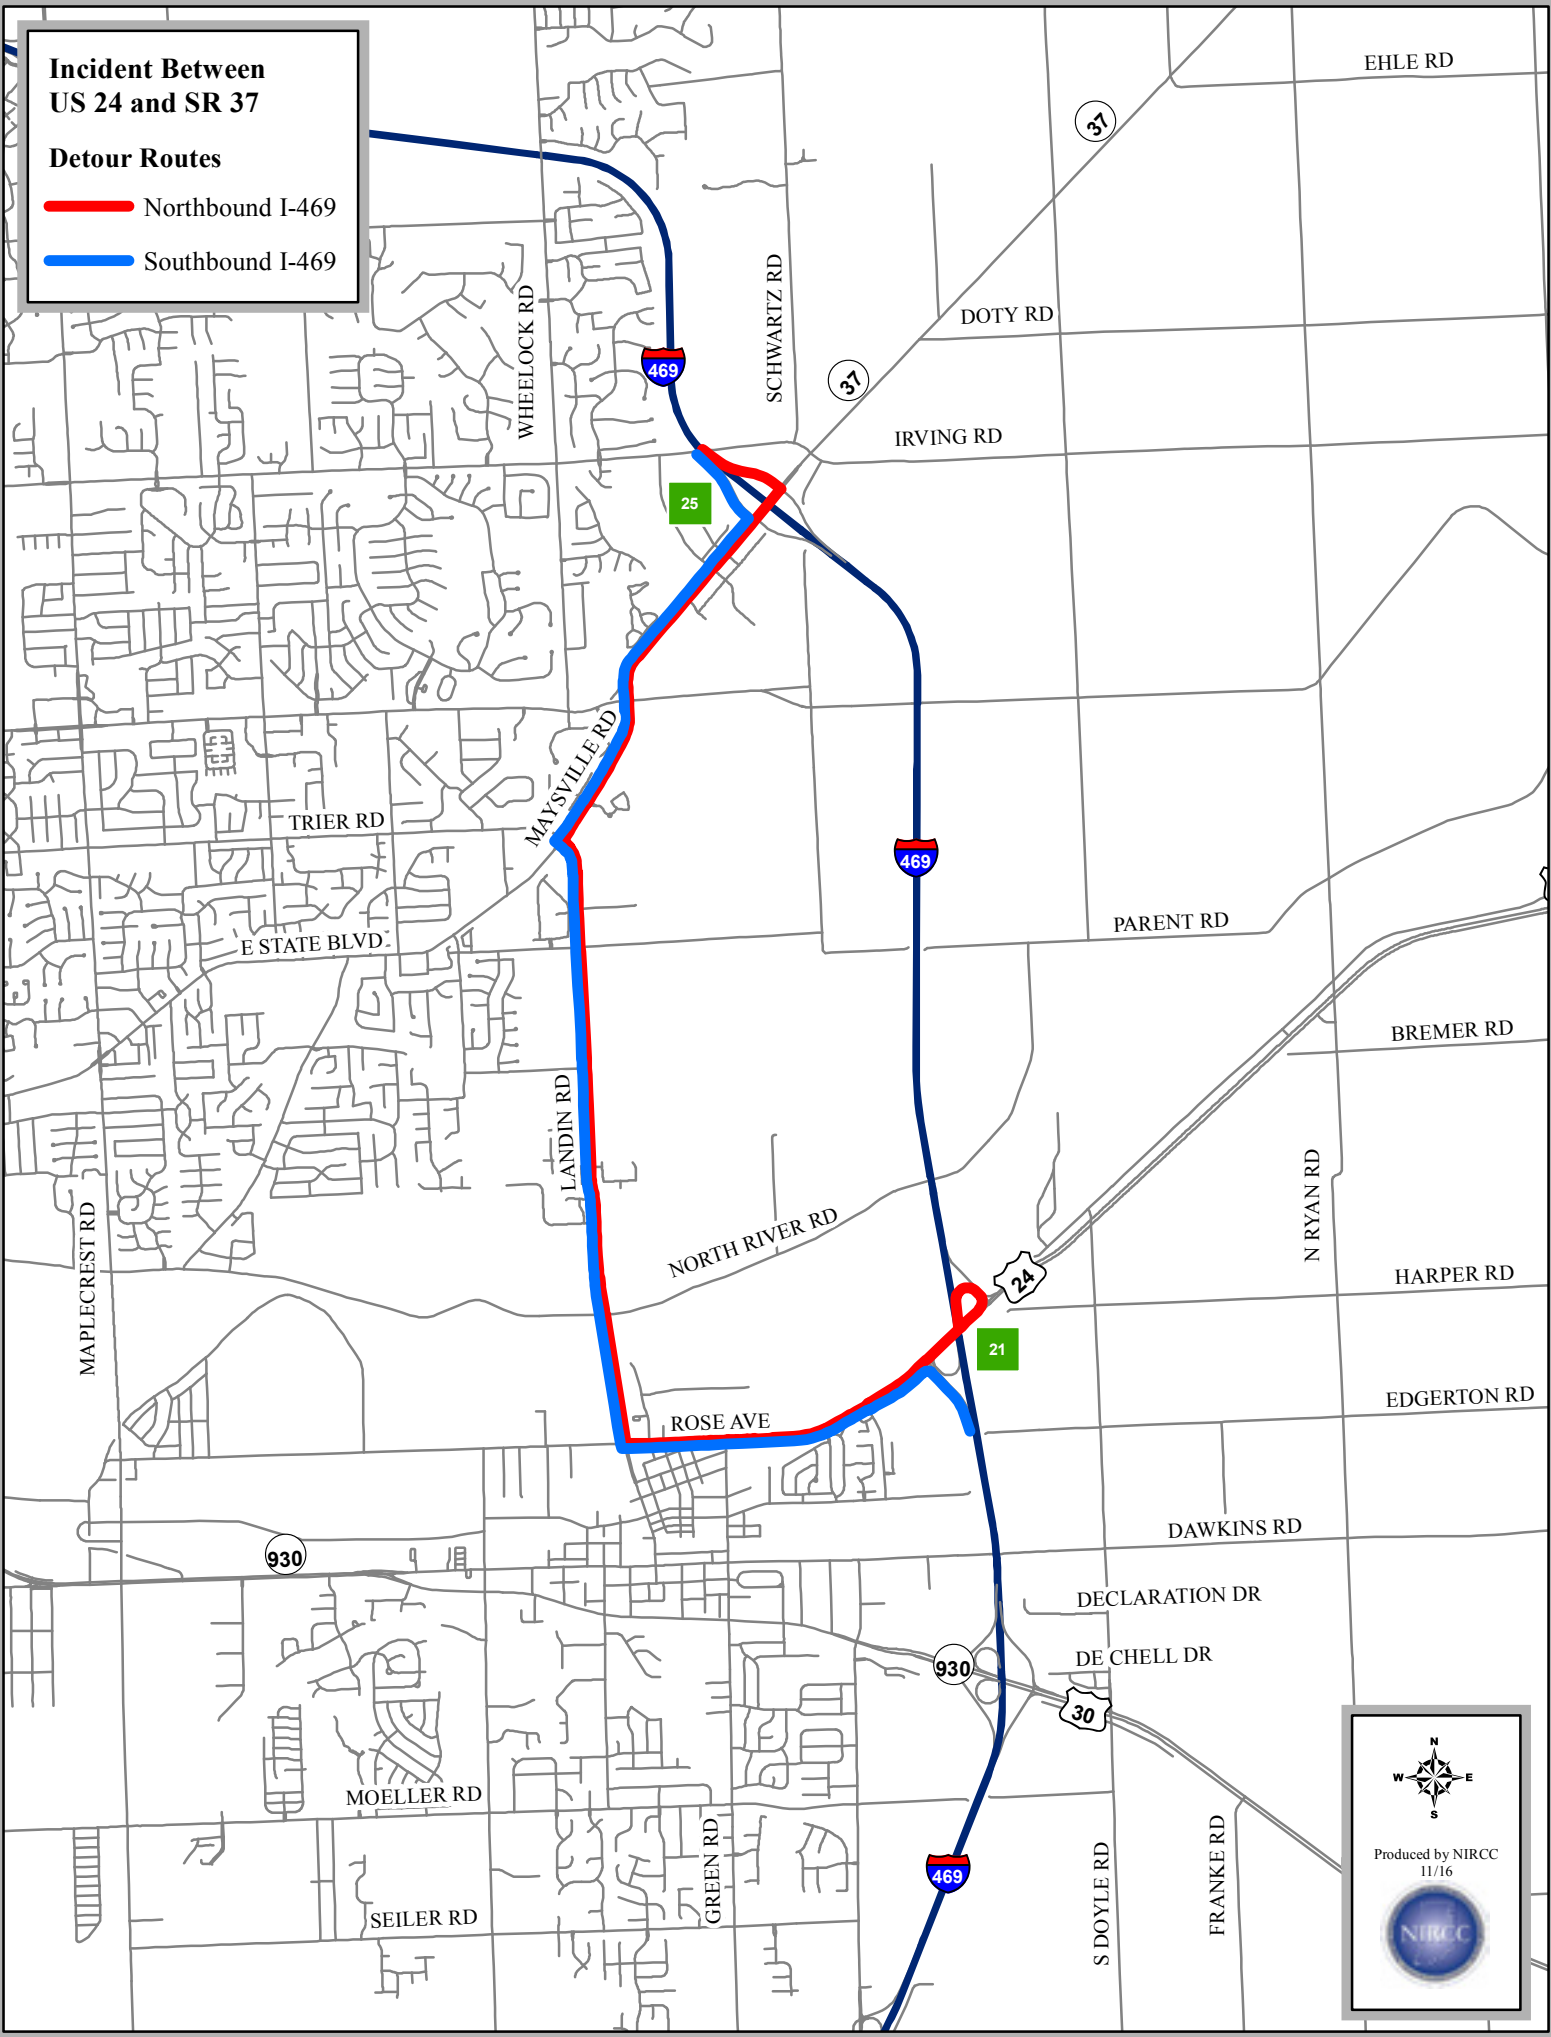 Incident Between
US 24 and SR 37
Detour Routes
Northbound I-469
Southbound I-469
EHLE RD
37
SCHWARTZ RD
WHEELOCK RD
DOTY RD
469
37
IRVING RD
25
MAYSVILLE RD
TRIER RD
469
PARENT RD
E STATE BLVD
BREMER RD
LANDIN RD
N RYAN RD
MAPLECREST RD
NORTH RIVER RD
24
HARPER RD
21
EDGERTON RD
ROSE AVE
DAWKINS RD
930
DECLARATION DR
DE CHELL DR
930
30
MOELLER RD
GREEN RD
S DOYLE RD
FRANKE RD
469
SEILER RD
N
W E
S
Produced by NIRCC
11/16
NIRCC